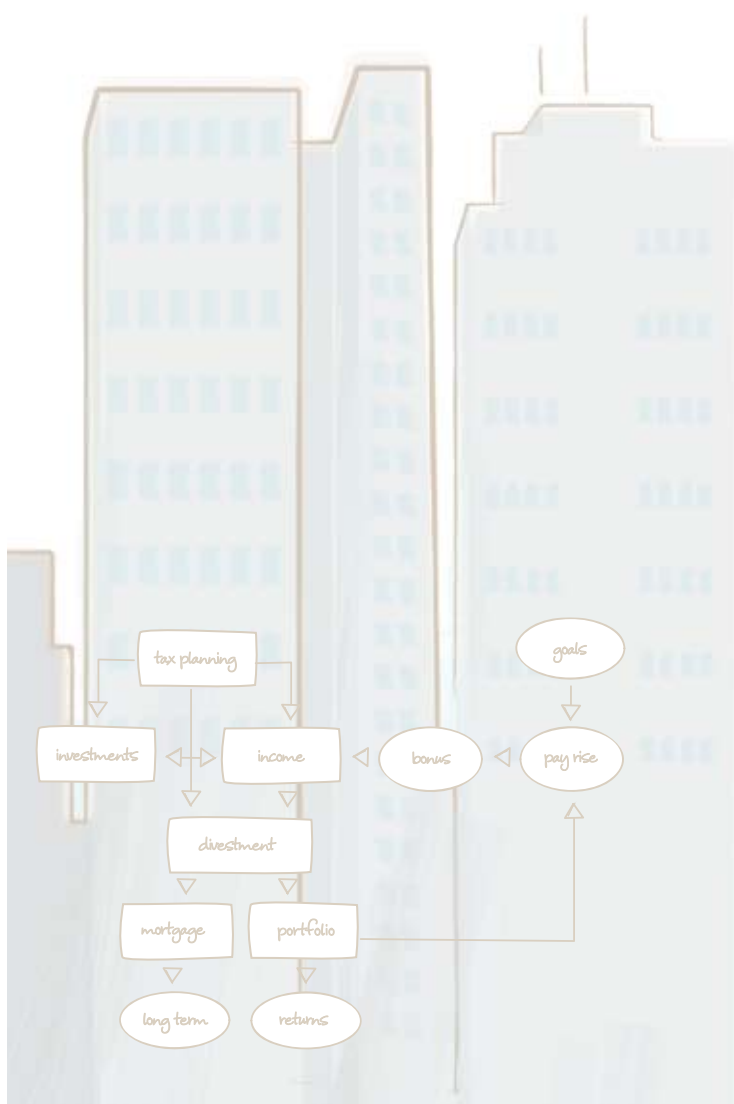 goals
tax planning
investments
income
bonus
pay rise
divestment
mortgage
portfolio
long term
returns